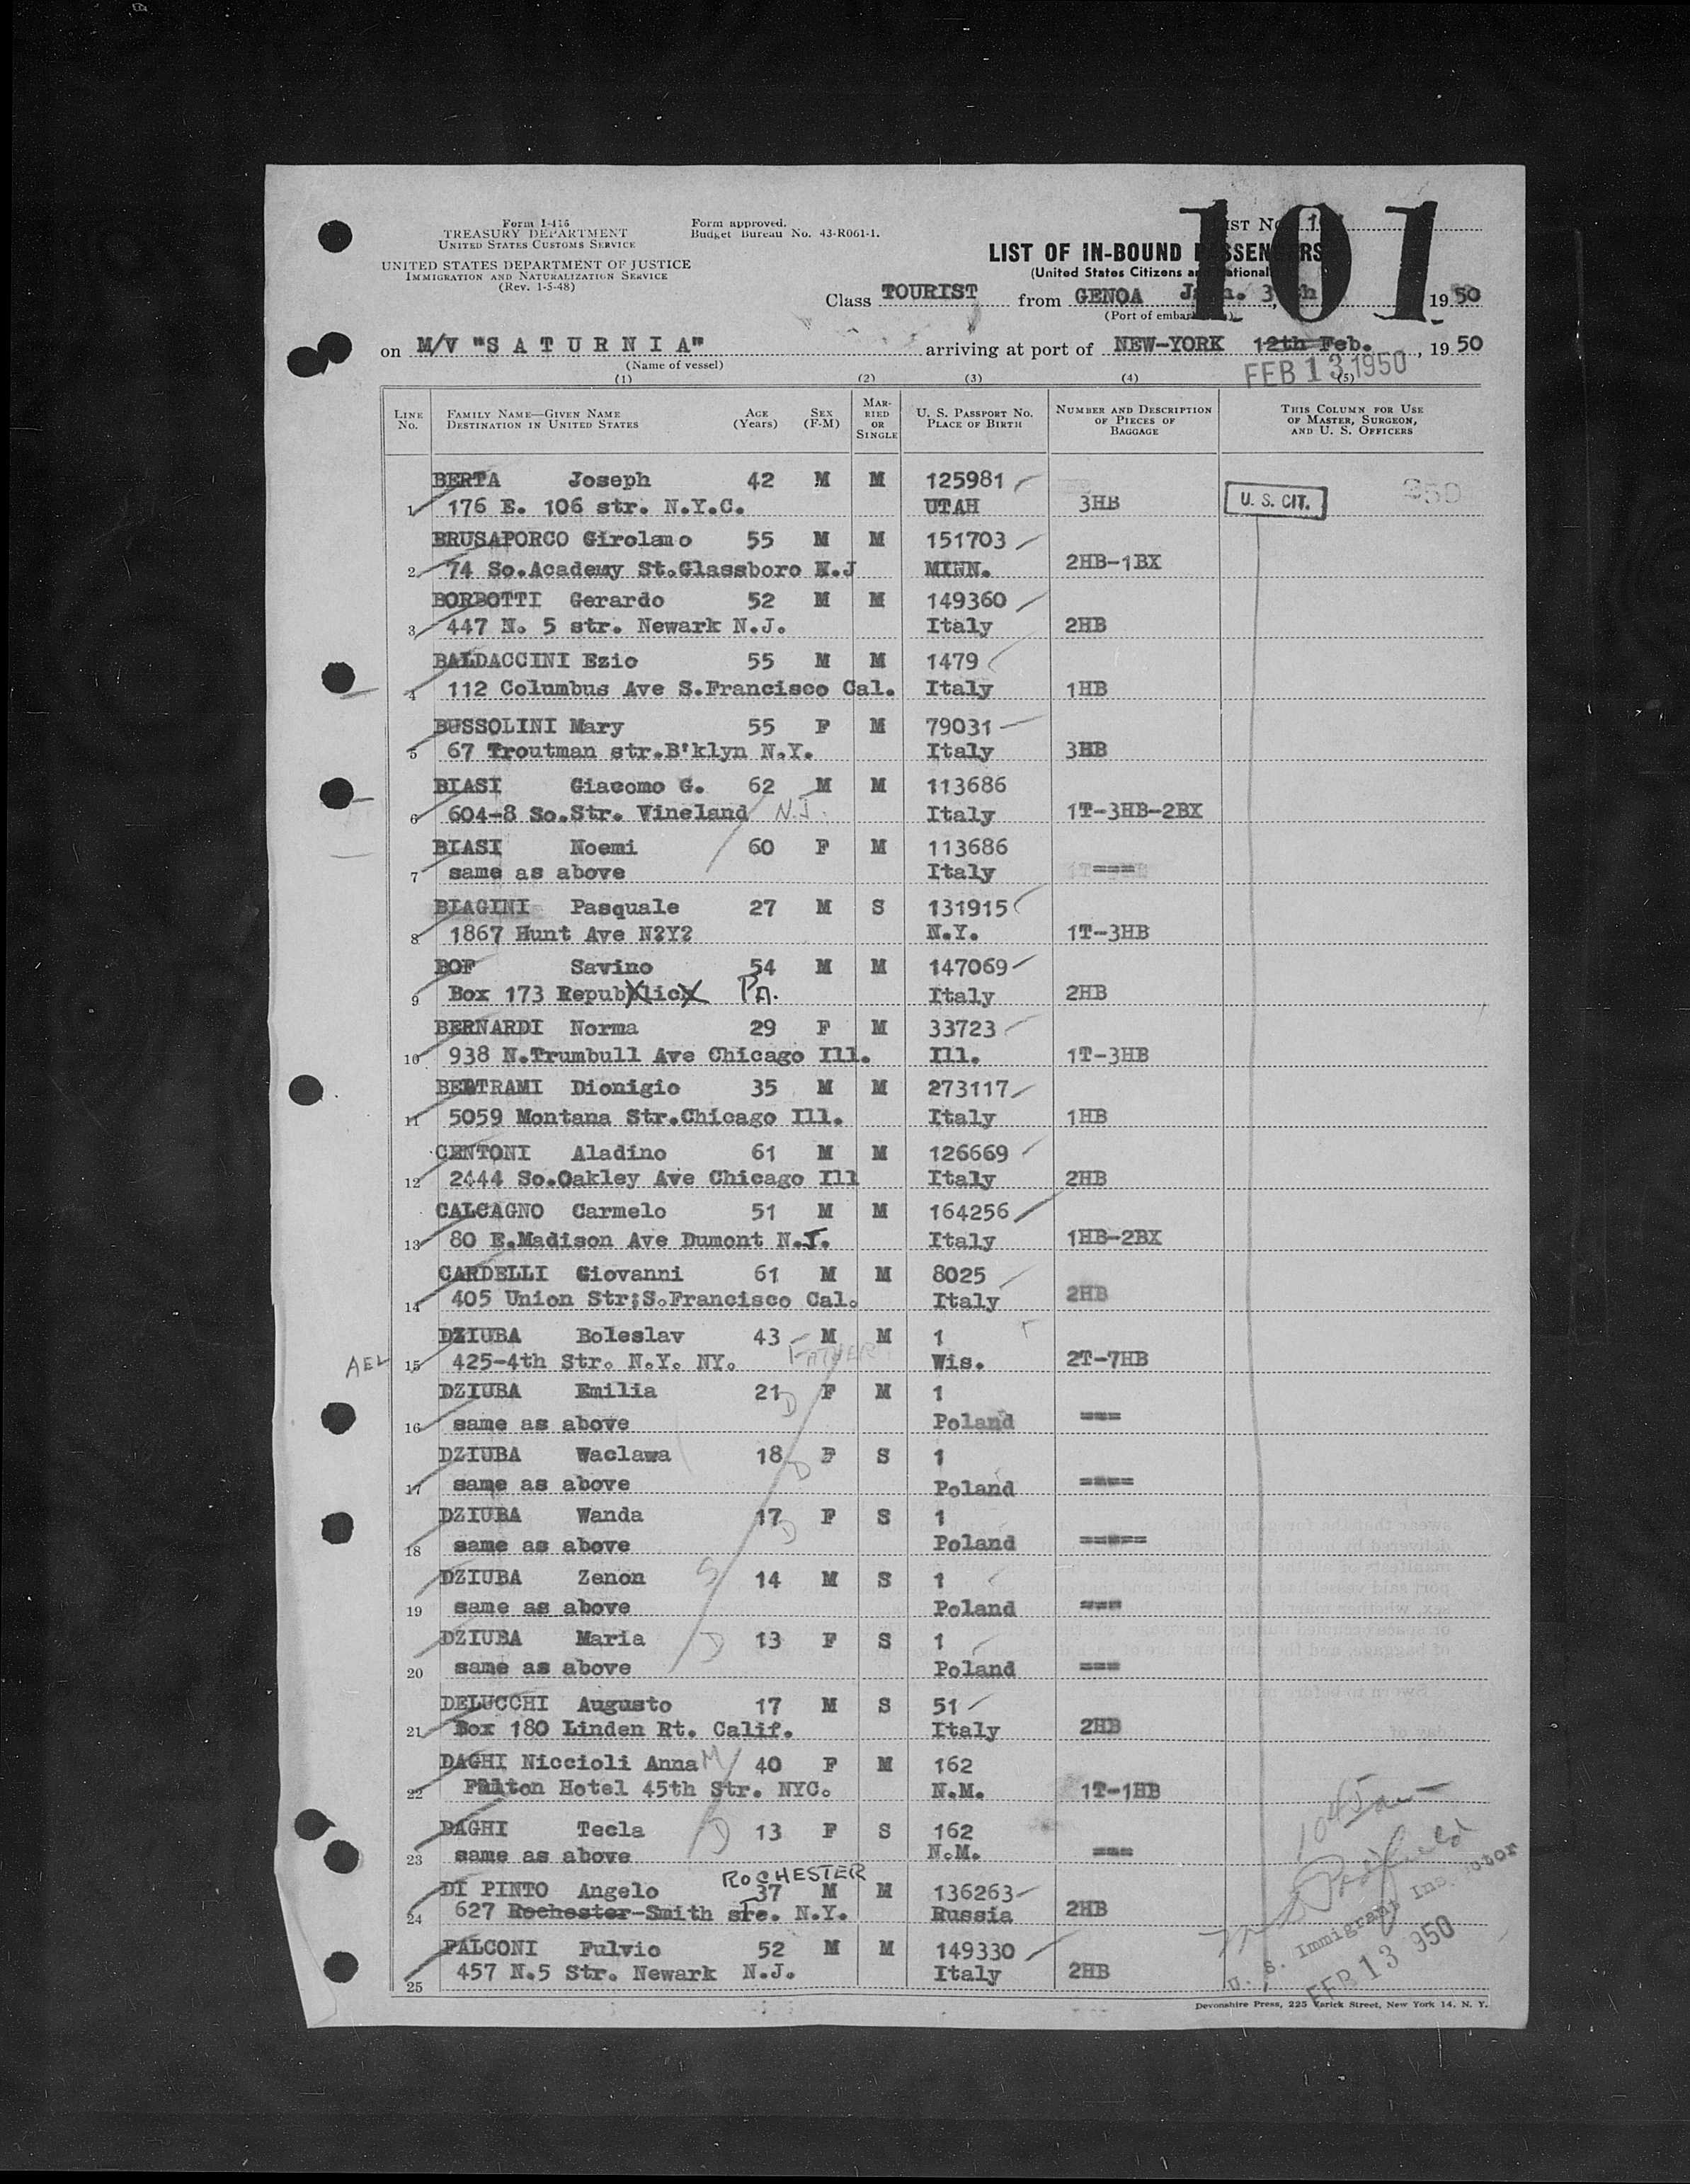 Form I-416
TREASURY DEPARTMENT
UNITED STATES CUSTOMS SERVICE
UNITED STATES DEPARTMENT OF JUSTICE
IMMIGRATION AND NATURALIZATION SERVICE
(Rev. 1-5-48)
Form approved.
Budget Bureau No. 43-R061-1.
101
LIST OF IN-BOUND PASSENGERS
(United States Citizens and Nationals
Class TOURIST from GENOA Jan. 1950
(Port of embarkation)
on M/V "S A T U R N I A" arriving at port of NEW-YORK 12th Feb., 1950
(Name of vessel) FEB 13 1950
(1) (2) (3) (4) (5)
LINE No. FAMILY NAME—GIVEN NAME DESTINATION IN UNITED STATES AGE (Years) SEX (F-M) MARRIED OR SINGLE U. S. PASSPORT NO. PLACE OF BIRTH NUMBER AND DESCRIPTION OF PIECES OF BAGGAGE THIS COLUMN FOR USE OF MASTER, SURGEON, AND U. S. OFFICERS
BERTA Joseph 42 M M 125981
1 176 E. 106 str. N.Y.C. UTAH 3HB U. S. CIT.
BRUSAPORCO Girolamo 55 M M 151703
2 74 So.Academy St.Glassboro N.J MINN. 2HB-1BX
BORBOTTI Gerardo 52 M M 149360
3 447 N. 5 str. Newark N.J. Italy 2HB
BALDACCINI Ezio 55 M M 1479
4 112 Columbus Ave S.Francisco Cal. Italy 1HB
BUSSOLINI Mary 55 F M 79031
5 67 Troutman str.B'klyn N.Y. Italy 3HB
BIASI Giacomo G. 62 M M 113686
6 604-8 So.Str. Vineland N.J. Italy 1T-3HB-2BX
BIASI Noemi 60 F M 113686
7 same as above Italy ===
BIAGINI Pasquale 27 M S 131915
8 1867 Hunt Ave N?Y? N.Y. 1T-3HB
BOF Savino 54 M M 147069
9 Box 173 RepubXlicX PA. Italy 2HB
BERNARDI Norma 29 F M 33723
10 938 N.Trumbull Ave Chicago Ill. Ill. 1T-3HB
BERTRAMI Dionigio 35 M M 273117
11 5059 Montana Str.Chicago Ill. Italy 1HB
CENTONI Aladino 61 M M 126669
12 2444 So.Oakley Ave Chicago Ill Italy 2HB
CALCAGNO Carmelo 51 M M 164256
13 80 E.Madison Ave Dumont N.J. Italy 1HB-2BX
CARDELLI Giovanni 61 M M 8025
14 405 Union Str;S.Francisco Cal. Italy 2HB
DZIUBA Boleslav 43 M M 1
AEL 15 425-4th Str. N.Y. NY. FATHER Wis. 2T-7HB
DZIUBA Emilia 21 D F M 1
16 same as above Poland ===
DZIUBA Waclawa 18 D F S 1
17 same as above Poland ====
DZIUBA Wanda 17 D F S 1
18 same as above Poland =====
DZIUBA Zenon S 14 M S 1
19 same as above Poland ===
DZIUBA Maria D 13 F S 1
20 same as above Poland ===
DELUCCHI Augusto 17 M S 51
21 Box 180 Linden Rt. Calif. Italy 2HB
DAGHI Niccioli Anna M 40 F M 162
22 Hotel 45th Str. NYC. N.M. 1T-1HB
DAGHI Tecla D 13 F S 162
23 same as above N.M. ===
ROCHESTER
DI PINTO Angelo 37 M M 136263
24 627 Rochester-Smith str. N.Y. Russia 2HB
FALCONI Fulvio 52 M M 149330
25 457 N.5 Str. Newark N.J. Italy 2HB
U. S. Immigrant Inspector
FEB 13 1950
Devonshire Press, 225 Varick Street, New York 14, N. Y.